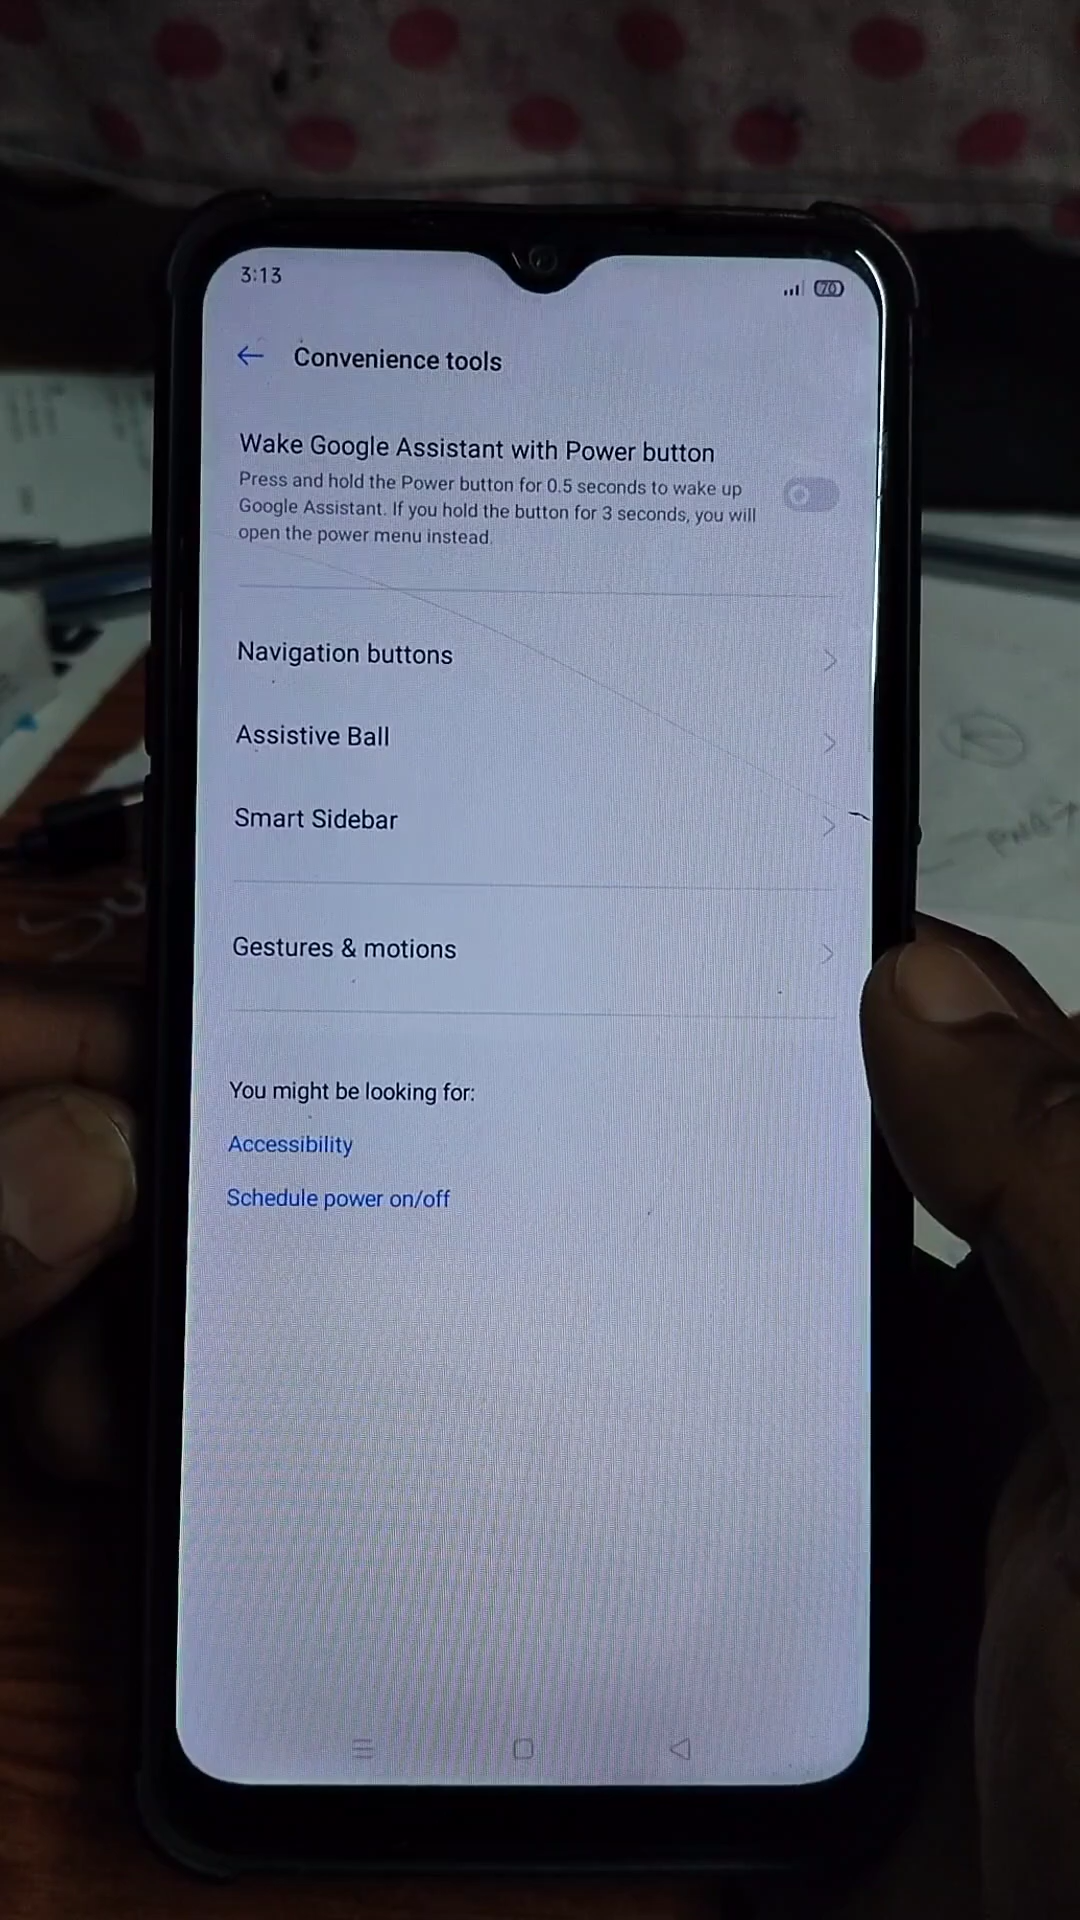 3:13
70
Convenience tools
Wake Google Assistant with Power button
Press and hold the Power button for 0.5 seconds to wake up
Google Assistant. If you hold the button for 3 seconds, you will
open the power menu instead.
Navigation buttons
Assistive Ball
Smart Sidebar
Gestures & motions
You might be looking for:
Accessibility
Schedule power on/off